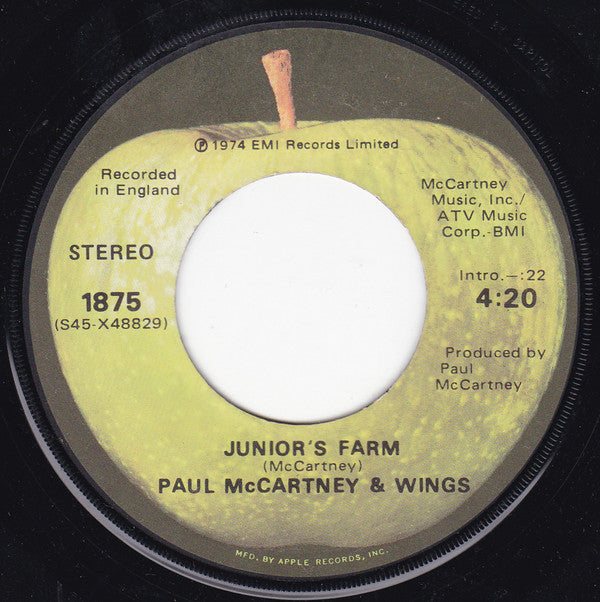 ℗ 1974 EMI Records Limited
Recorded
in England
McCartney
Music, Inc./
ATV Music
Corp.-BMI
STEREO
Intro.—:22
1875
4:20
(S45-X48829)
Produced by
Paul
McCartney
JUNIOR'S FARM
(McCartney)
PAUL McCARTNEY & WINGS
MFD. BY APPLE RECORDS, INC.